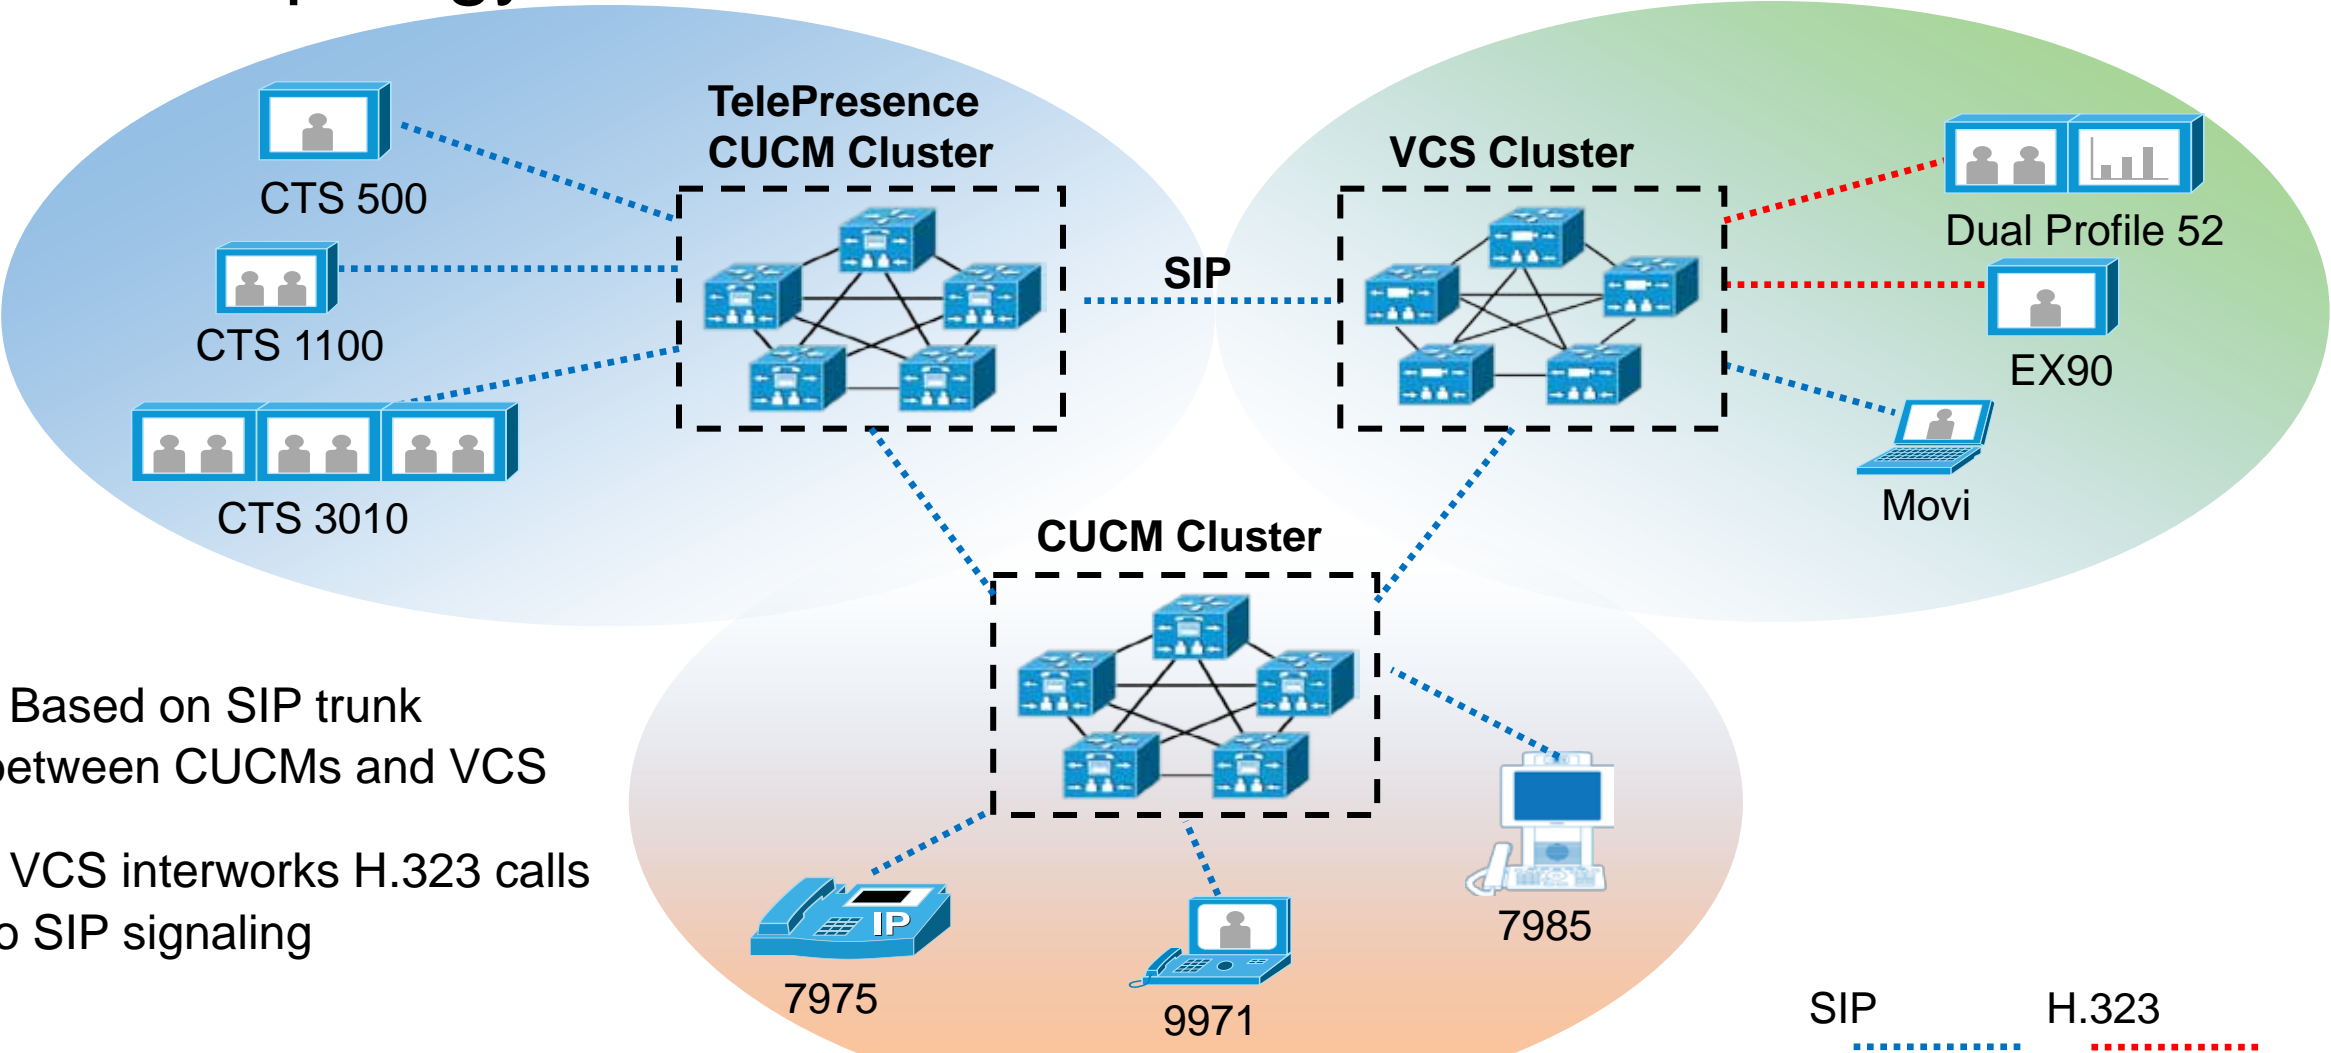 TelePresence
CUCM Cluster
VCS Cluster
CTS 500
Dual Profile 52
SIP
CTS 1100
EX90
CTS 3010
Movi
CUCM Cluster
Based on SIP trunk
between CUCMs and VCS
VCS interworks H.323 calls
SIP signaling
IP
7985
7975
9971
SIP
H.323